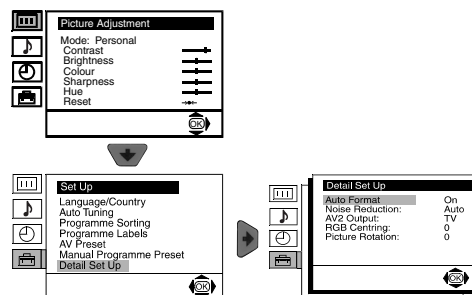 Picture Adjustment
Mode: Personal
Contrast
Brightness
Colour
Sharpness
Hue
Reset
OK
Set Up
Language/Country
Auto Tuning
Programme Sorting
Programme Labels
AV Preset
Manual Programme Preset
Detail Set Up
OK
Detail Set Up
Auto Format On
Noise Reduction: Auto
AV2 Output: TV
RGB Centring: 0
Picture Rotation: 0
OK